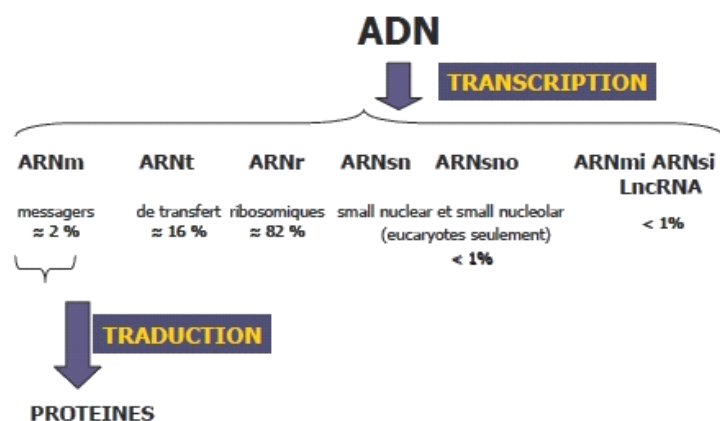 ADN
TRANSCRIPTION
ARNm ARNt ARNr ARNsn ARNsno ARNmi ARNsi
LncRNA
messagers de transfert ribosomiques small nuclear et small nucleolar
≈ 2 % ≈ 16 % ≈ 82 % (eucaryotes seulement) < 1%
< 1%
TRADUCTION
PROTEINES